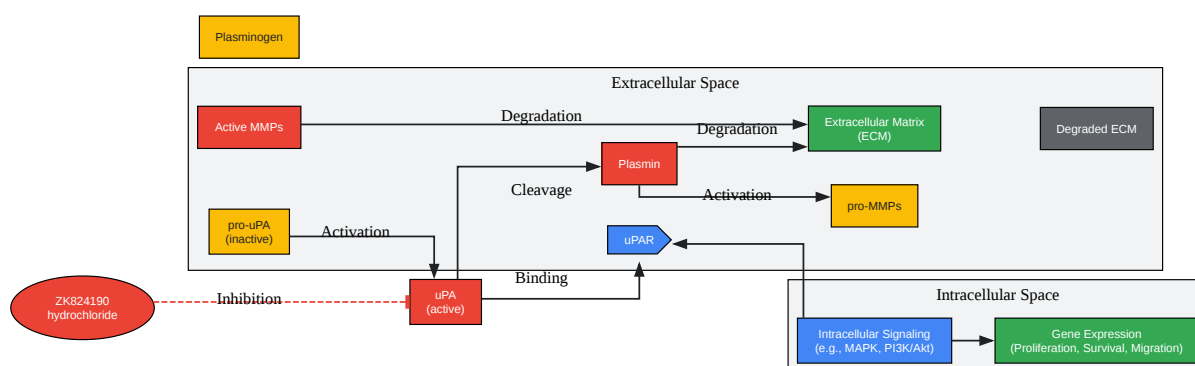 Plasminogen
Extracellular Space
Active MMPs
Degradation
Extracellular Matrix
(ECM)
Degraded ECM
Degradation
Plasmin
Cleavage
Activation
pro-MMPs
pro-uPA
(inactive)
Activation
uPAR
Binding
ZK824190
hydrochloride
Inhibition
uPA
(active)
Intracellular Space
Intracellular Signaling
(e.g., MAPK, PI3K/Akt)
Gene Expression
(Proliferation, Survival, Migration)